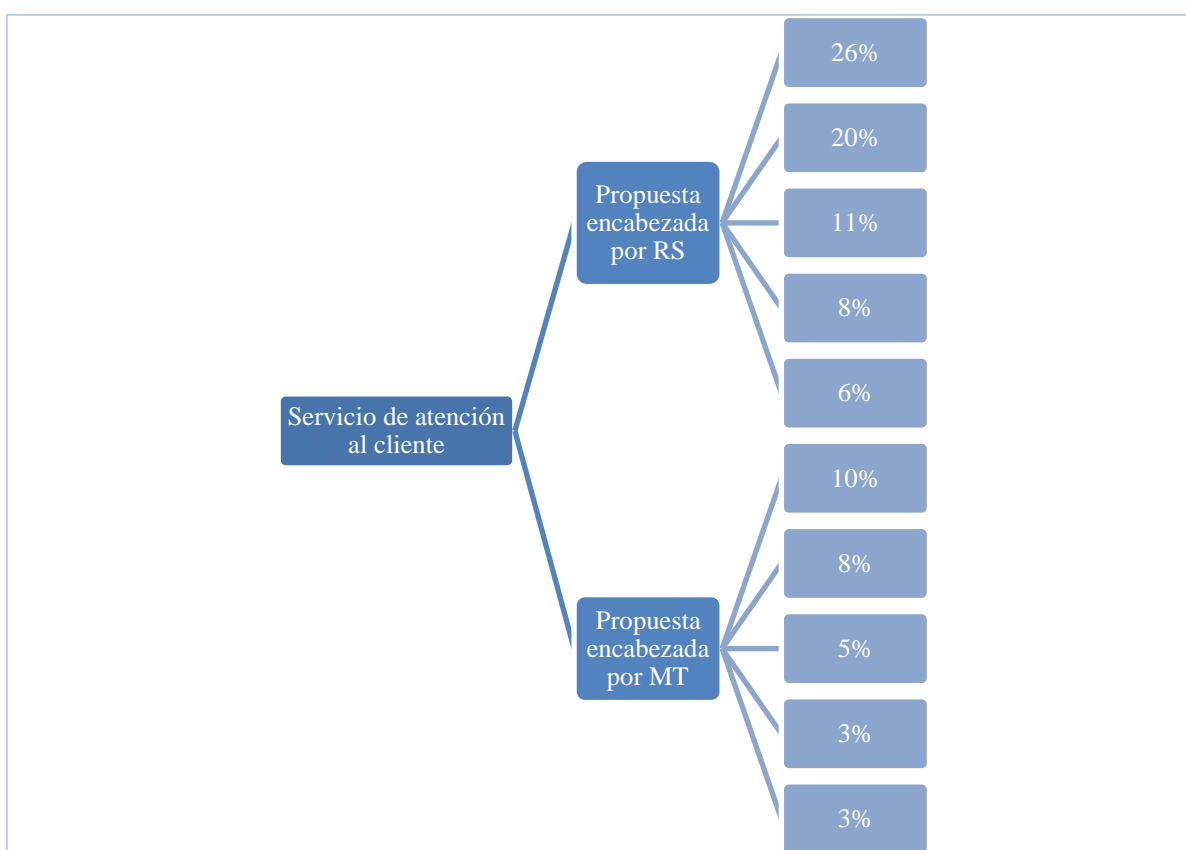 26%
20%
Propuesta
encabezada
por RS
11%
8%
6%
Servicio de atención
al cliente
10%
8%
Propuesta
encabezada
por MT
5%
3%
3%